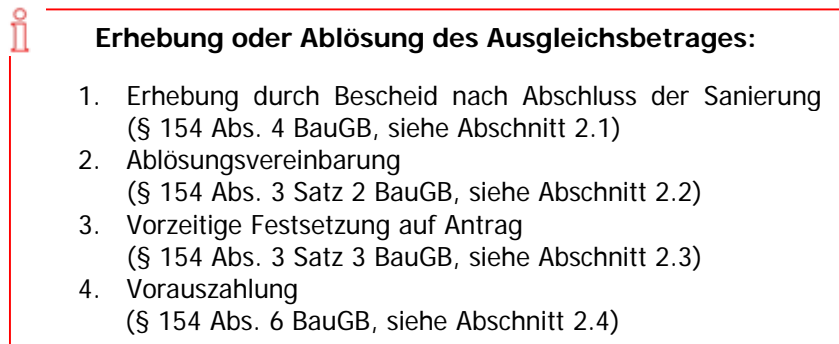 Erhebung oder Ablösung des Ausgleichsbetrages:
1. Erhebung durch Bescheid nach Abschluss der Sanierung
(§ 154 Abs. 4 BauGB, siehe Abschnitt 2.1)
2. Ablösungsvereinbarung
(§ 154 Abs. 3 Satz 2 BauGB, siehe Abschnitt 2.2)
3. Vorzeitige Festsetzung auf Antrag
(§ 154 Abs. 3 Satz 3 BauGB, siehe Abschnitt 2.3)
4. Vorauszahlung
(§ 154 Abs. 6 BauGB, siehe Abschnitt 2.4)